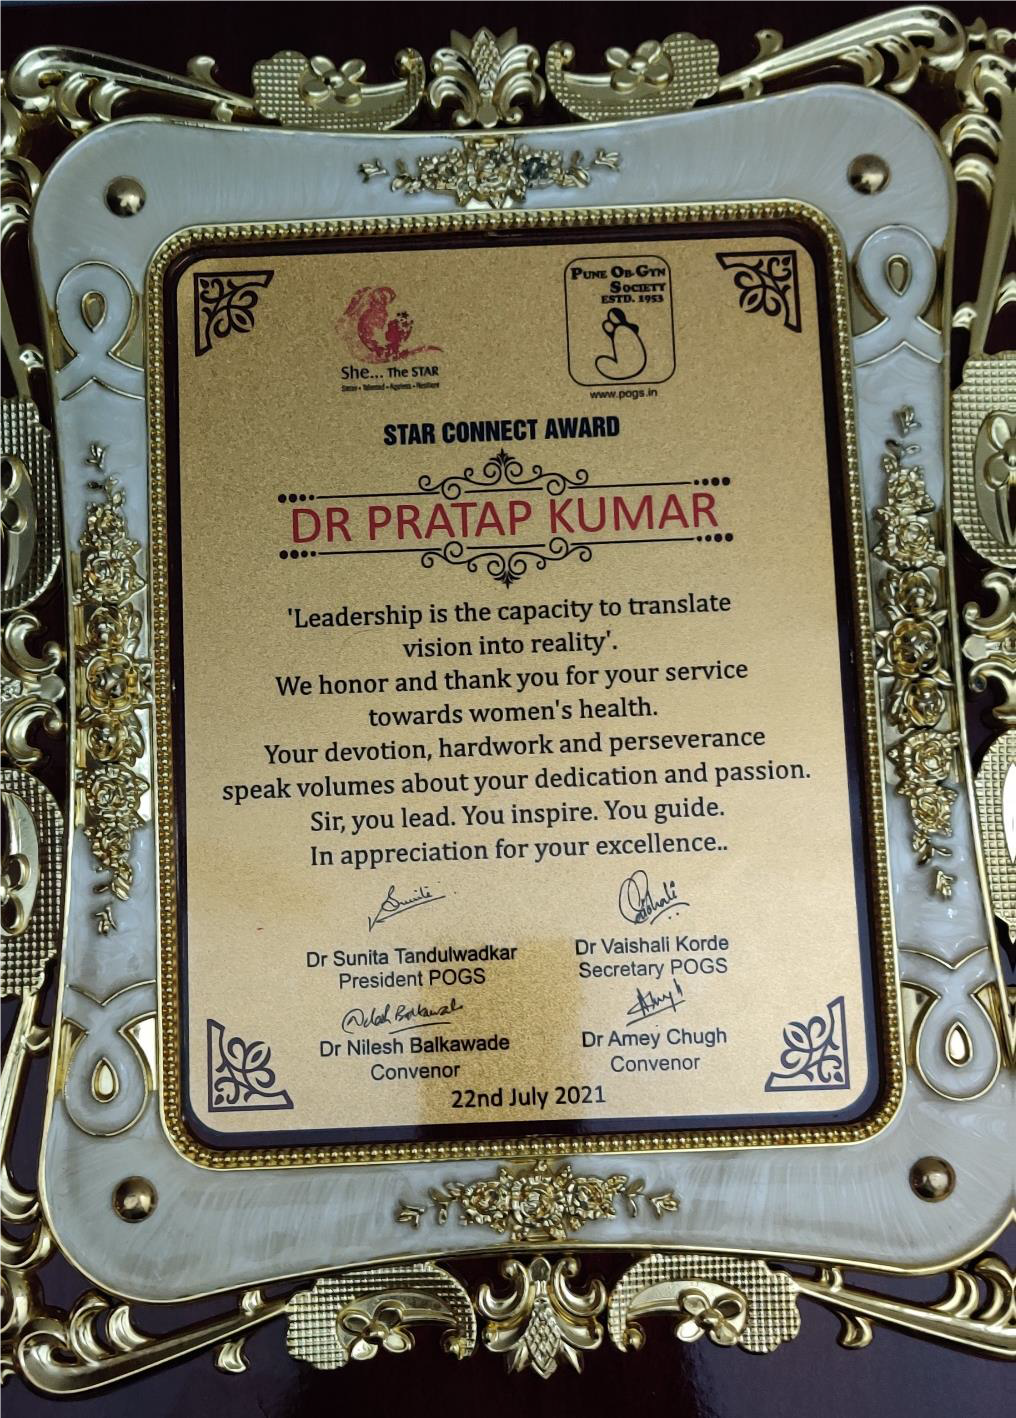 She... The STAR
PUNE OB-GYN
SOCIETY
ESTD. 1953
www.pogs.in
STAR CONNECT AWARD
DR PRATAP KUMAR
'Leadership is the capacity to translate
vision into reality'.
We honor and thank you for your service
towards women's health.
Your devotion, hardwork and perseverance
speak volumes about your dedication and passion.
Sir, you lead. You inspire. You guide.
In appreciation for your excellence..
Dr Sunita Tandulwadkar
President POGS
Dr Vaishali Korde
Secretary POGS
Dr Nilesh Balkawade
Convenor
Dr Amey Chugh
Convenor
22nd July 2021